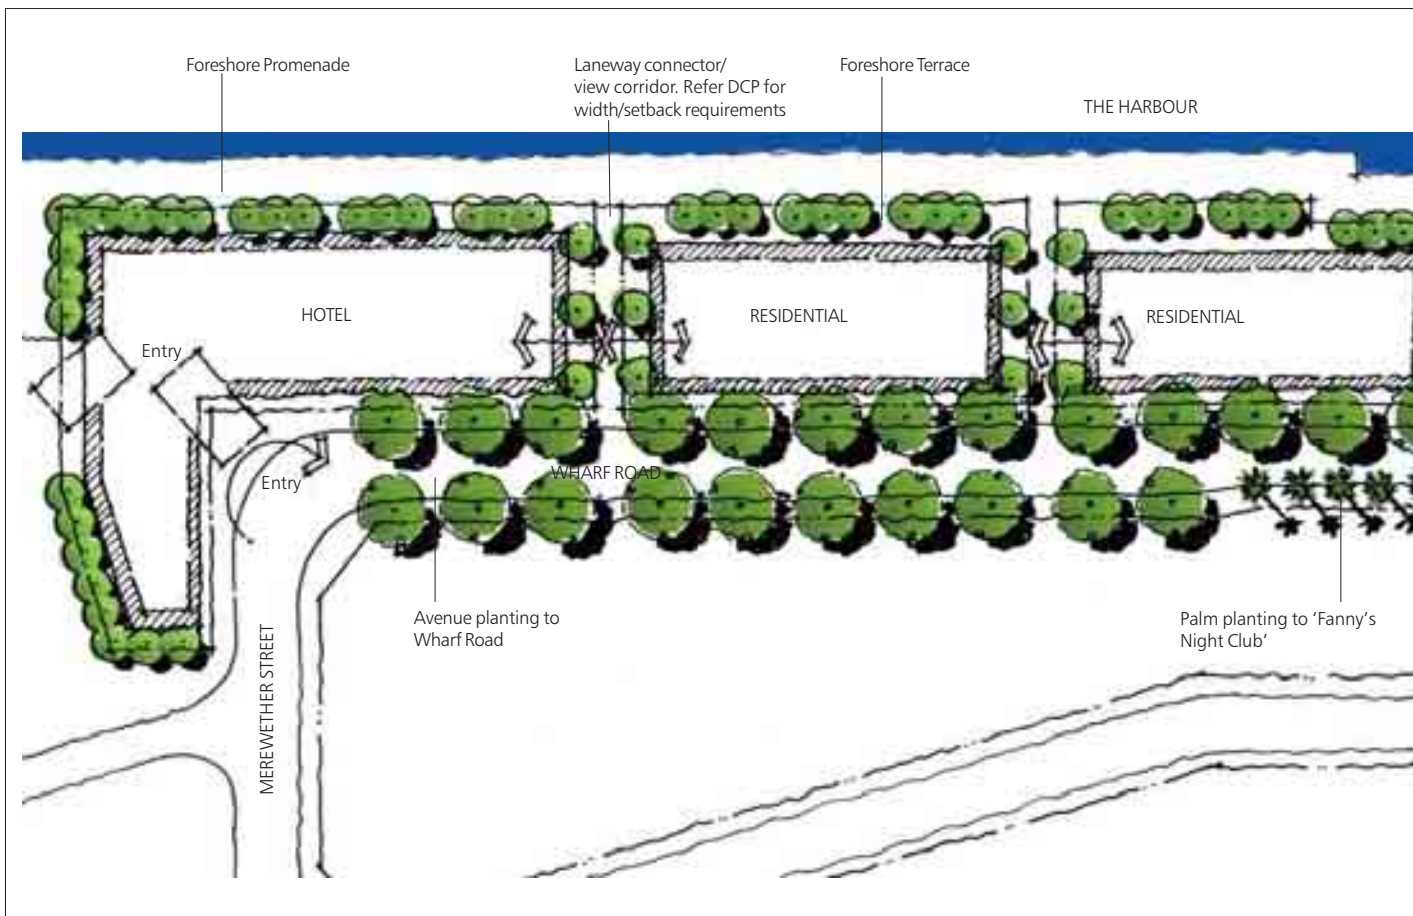 Foreshore Promenade
Laneway connector/
view corridor. Refer DCP for
width/setback requirements
Foreshore Terrace
THE HARBOUR
HOTEL
RESIDENTIAL
RESIDENTIAL
Entry
Entry
WHARF ROAD
Avenue planting to
Wharf Road
Palm planting to ‘Fanny’s
Night Club’
MEREWETHER STREET